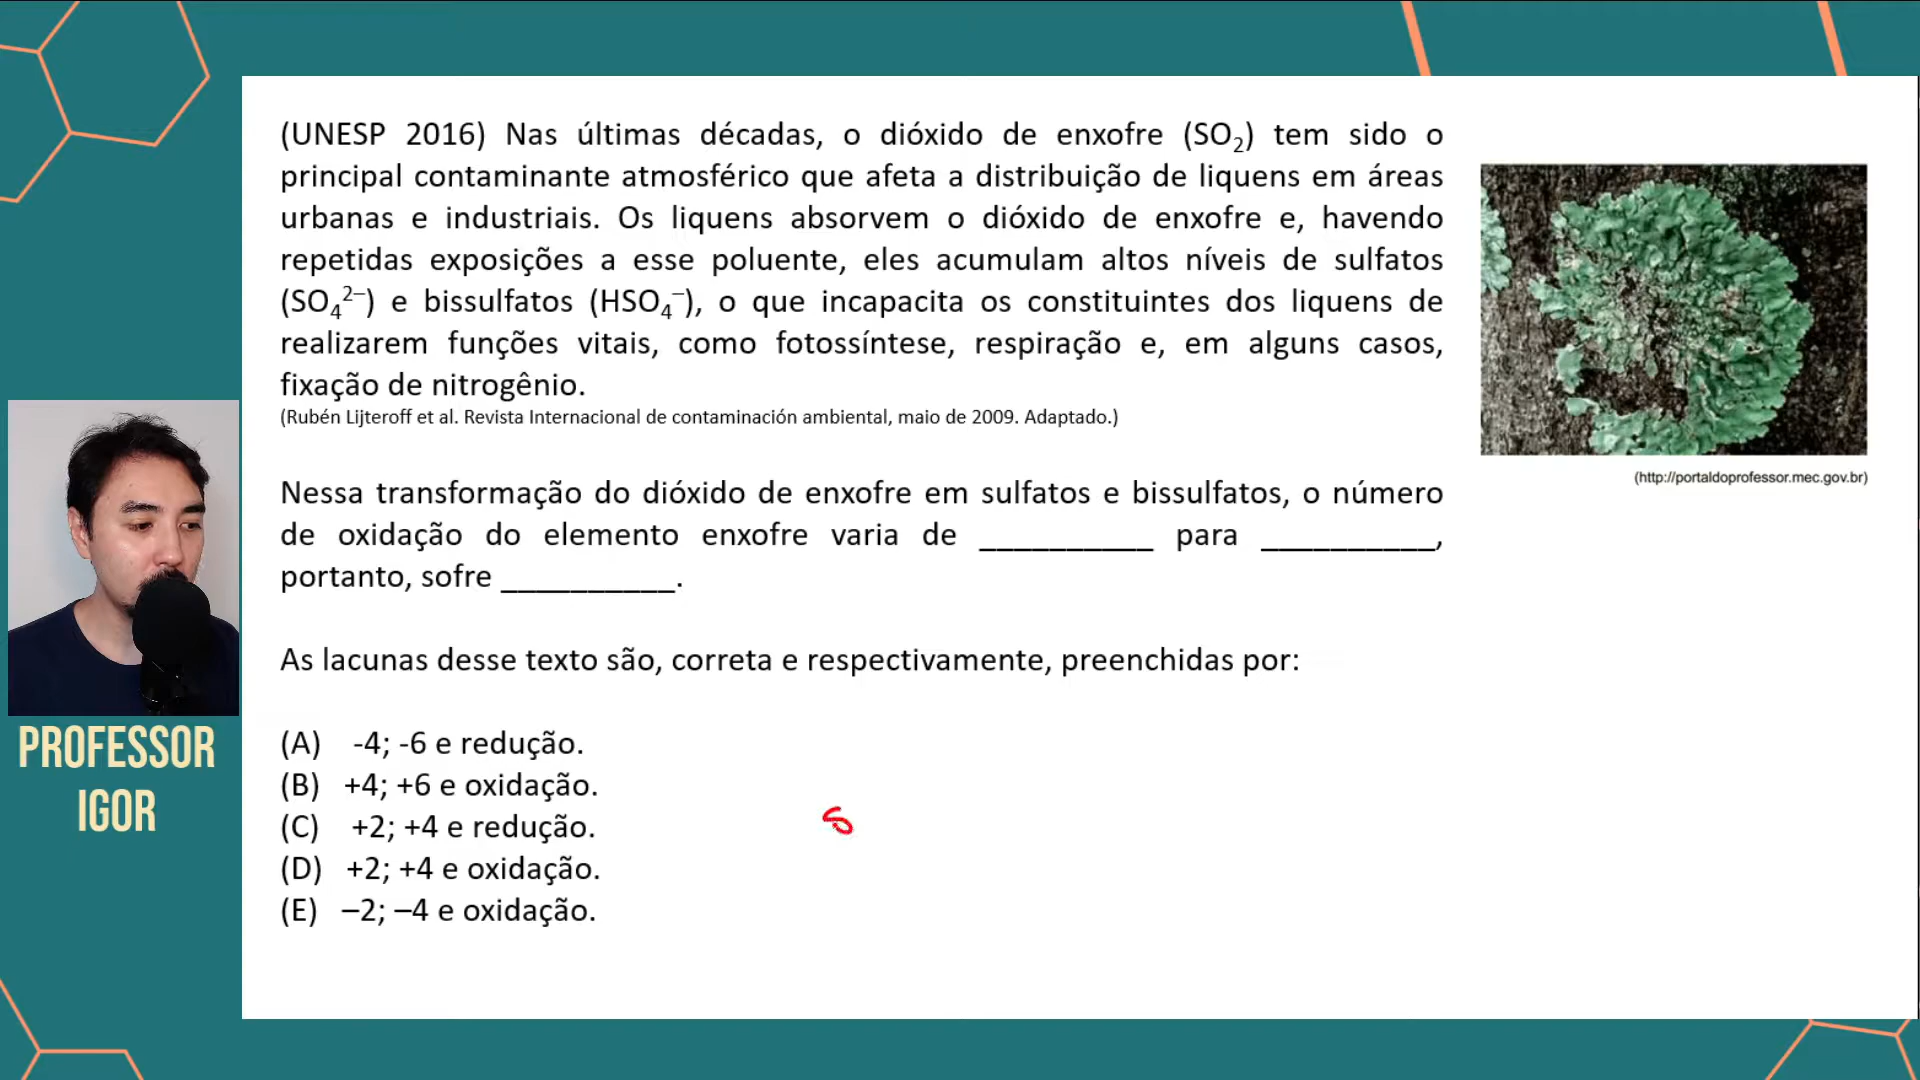 (UNESP 2016) Nas últimas décadas, o dióxido de enxofre (SO₂) tem sido o
principal contaminante atmosférico que afeta a distribuição de liquens em áreas
urbanas e industriais. Os liquens absorvem o dióxido de enxofre e, havendo
repetidas exposições a esse poluente, eles acumulam altos níveis de sulfatos
(SO₄²⁻) e bissulfatos (HSO₄⁻), o que incapacita os constituintes dos liquens de
realizarem funções vitais, como fotossíntese, respiração e, em alguns casos,
fixação de nitrogênio.
(Rubén Lijteroff et al. Revista Internacional de contaminación ambiental, maio de 2009. Adaptado.)
(http://portaldoprofessor.mec.gov.br)
Nessa transformação do dióxido de enxofre em sulfatos e bissulfatos, o número
de oxidação do elemento enxofre varia de __________ para __________,
portanto, sofre __________.
As lacunas desse texto são, correta e respectivamente, preenchidas por:
(A) -4; -6 e redução.
(B) +4; +6 e oxidação.
(C) +2; +4 e redução.
(D) +2; +4 e oxidação.
(E) –2; –4 e oxidação.
PROFESSOR
IGOR